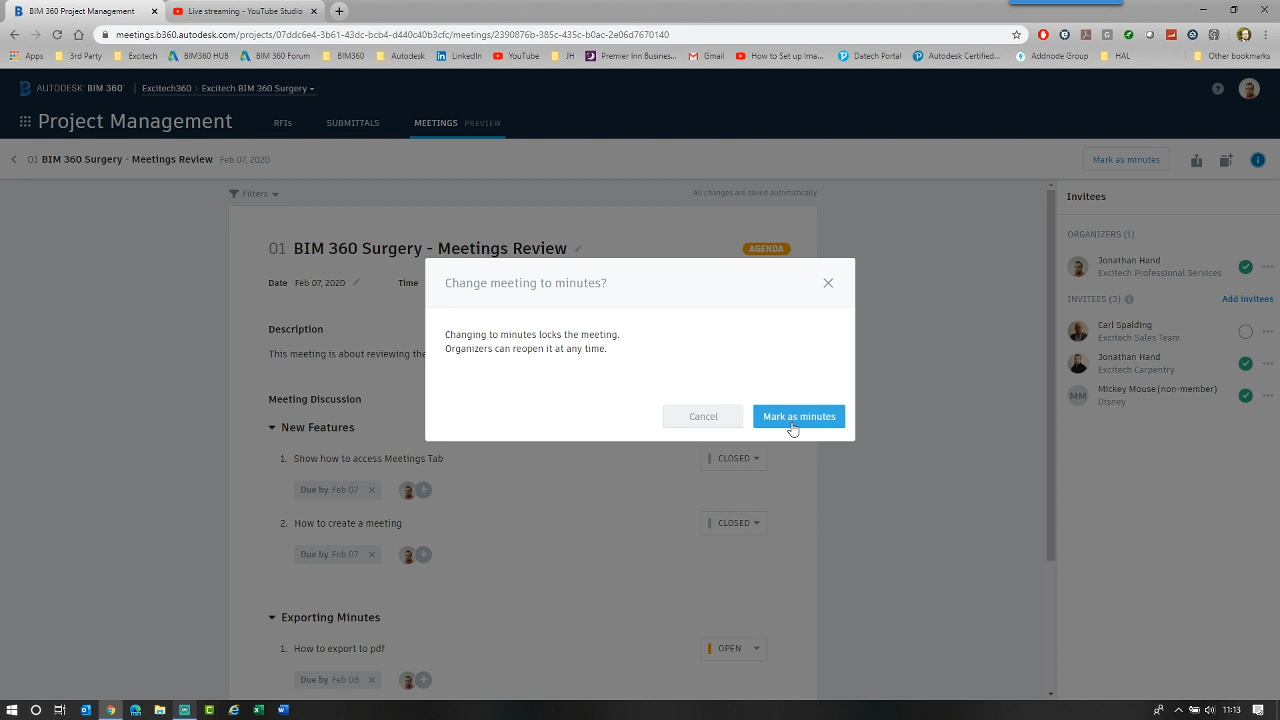 BIM 360 Project Management
Live streaming - YouTube Studio
meetings.b360.autodesk.com/projects/07ddc6e4-3b61-43dc-bcb4-d440c40b3cfc/meetings/2390876b-385c-435c-b0ac-2e06d7670140
Apps 3rd Party Excitech BIM360 HUB BIM 360 Forum BIM 360 Autodesk LinkedIn YouTube JH Premier Inn Busines... Gmail How to Set up Ima... Datech Portal Autodesk Certified... Addnode Group HAL Other bookmarks
AUTODESK® BIM 360™ Excitech360 > Excitech BIM 360 Surgery
Project Management RFIs SUBMITTALS MEETINGS PREVIEW
01 BIM 360 Surgery - Meetings Review Feb 07, 2020 Mark as minutes
Filters All changes are saved automatically
01 BIM 360 Surgery - Meetings Review AGENDA
Date Feb 07, 2020 Time
Description
This meeting is about reviewing the
Meeting Discussion
New Features
1. Show how to access Meetings Tab CLOSED
Due by Feb 07
2. How to create a meeting CLOSED
Due by Feb 07
Exporting Minutes
1. How to export to pdf OPEN
Due by Feb 08
Change meeting to minutes?
Changing to minutes locks the meeting.
Organizers can reopen it at any time.
Cancel Mark as minutes
Invitees
ORGANIZERS (1)
Jonathan Hand
Excitech Professional Services
INVITEES (3) Add invitees
Carl Spalding
Excitech Sales Team
Jonathan Hand
Excitech Carpentry
MM Mickey Mouse (non-member)
Disney
11:13